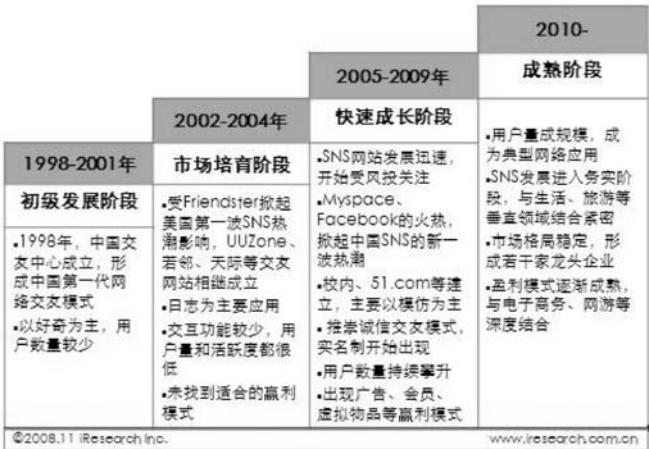 1998-2001年
初级发展阶段
▪1998年，中国交
友中心成立，形
成中国第一代网
络交友模式
▪以好奇为主，用
户数量较少
2002-2004年
市场培育阶段
▪受Friendster掀起
美国第一波SNS热
潮影响，UUZone、
若邻、天际等交友
网站相继成立
▪日志为主要应用
▪交互功能较少，用
户量和活跃度都很
低
▪未找到适合的赢利
模式
2005-2009年
快速成长阶段
▪SNS网站发展迅速，
开始受风投关注
▪Myspace、
Facebook的火热，
掀起中国SNS的新一
波热潮
▪校内、51.com等建
立，主要以模仿为主
▪ 推崇诚信交友模式，
实名制开始出现
▪用户数量持续攀升
▪出现广告、会员、
虚拟物品等赢利模式
2010-
成熟阶段
▪用户量成规模，成
为典型网络应用
▪SNS发展进入务实阶
段，与生活、旅游等
垂直领域结合紧密
▪市场格局稳定，形
成若干家龙头企业
▪盈利模式逐渐成熟，
与电子商务、网游等
深度结合
©2008.11 iResearch Inc.
www.iresearch.com.cn